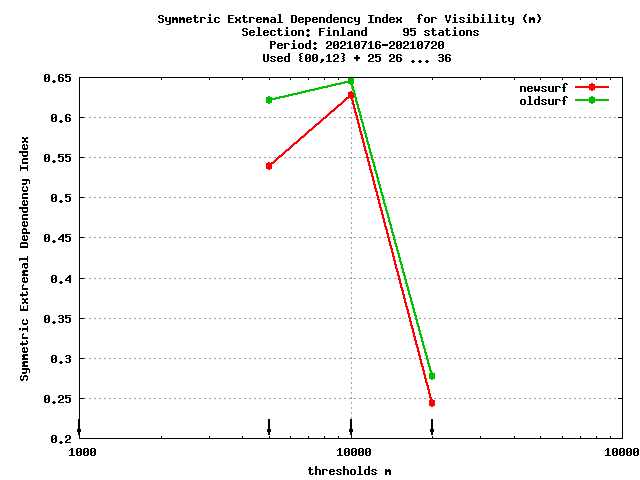 Symmetric Extremal Dependency Index  for Visibility (m)
Selection: Finland     95 stations
Period: 20210716-20210720
Used {00,12} + 25 26 ... 36
newsurf
oldsurf
Symmetric Extremal Dependency Index
0.65
0.6
0.55
0.5
0.45
0.4
0.35
0.3
0.25
0.2
1000
10000
10000
thresholds m